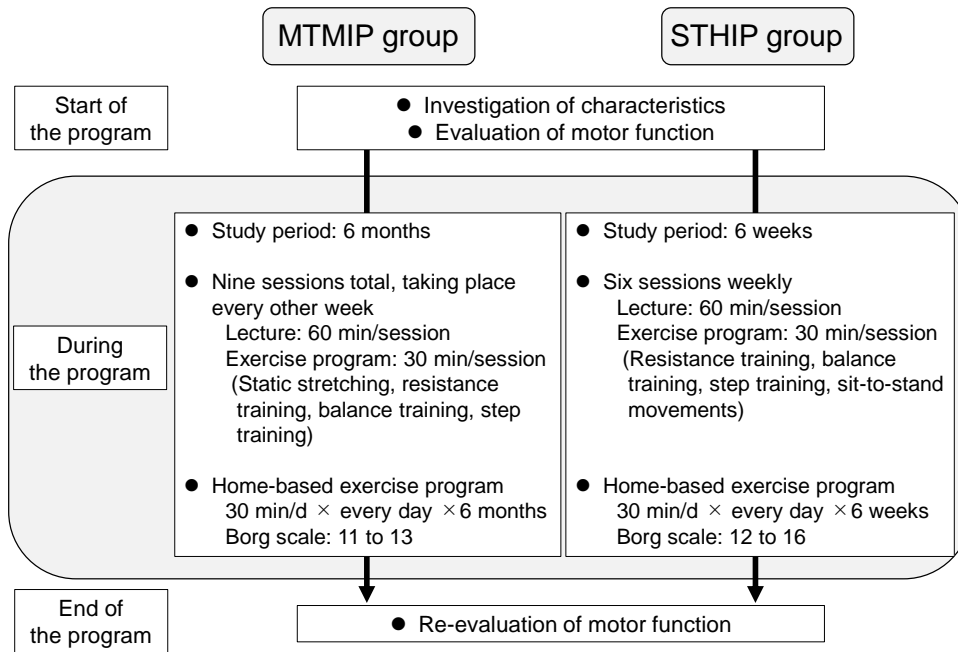 MTMIP group
STHIP group
Start of
the program
● Investigation of characteristics
● Evaluation of motor function
During
the program
● Study period: 6 months
● Nine sessions total, taking place
every other week
Lecture: 60 min/session
Exercise program: 30 min/session
(Static stretching, resistance
training, balance training, step
training)
● Home-based exercise program
30 min/d × every day ×6 months
Borg scale: 11 to 13
● Study period: 6 weeks
● Six sessions weekly
Lecture: 60 min/session
Exercise program: 30 min/session
(Resistance training, balance
training, step training, sit-to-stand
movements)
● Home-based exercise program
30 min/d × every day ×6 weeks
Borg scale: 12 to 16
End of
the program
● Re-evaluation of motor function